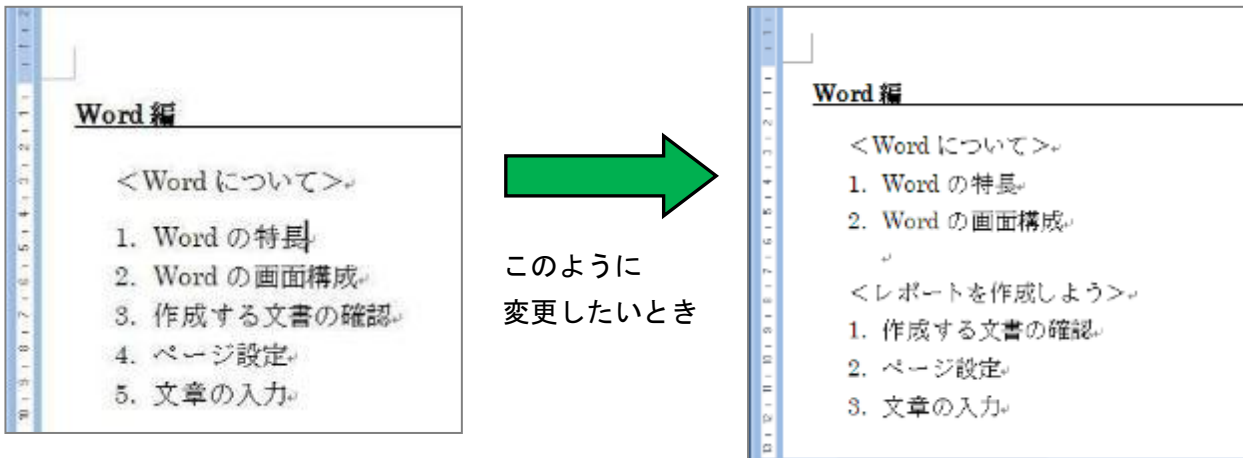 Word 編
＜Word について＞
1. Word の特長
2. Word の画面構成
3. 作成する文書の確認
4. ページ設定
5. 文章の入力
このように
変更したいとき
Word 編
＜Word について＞
1. Word の特長
2. Word の画面構成
＜レポートを作成しよう＞
1. 作成する文書の確認
2. ページ設定
3. 文章の入力